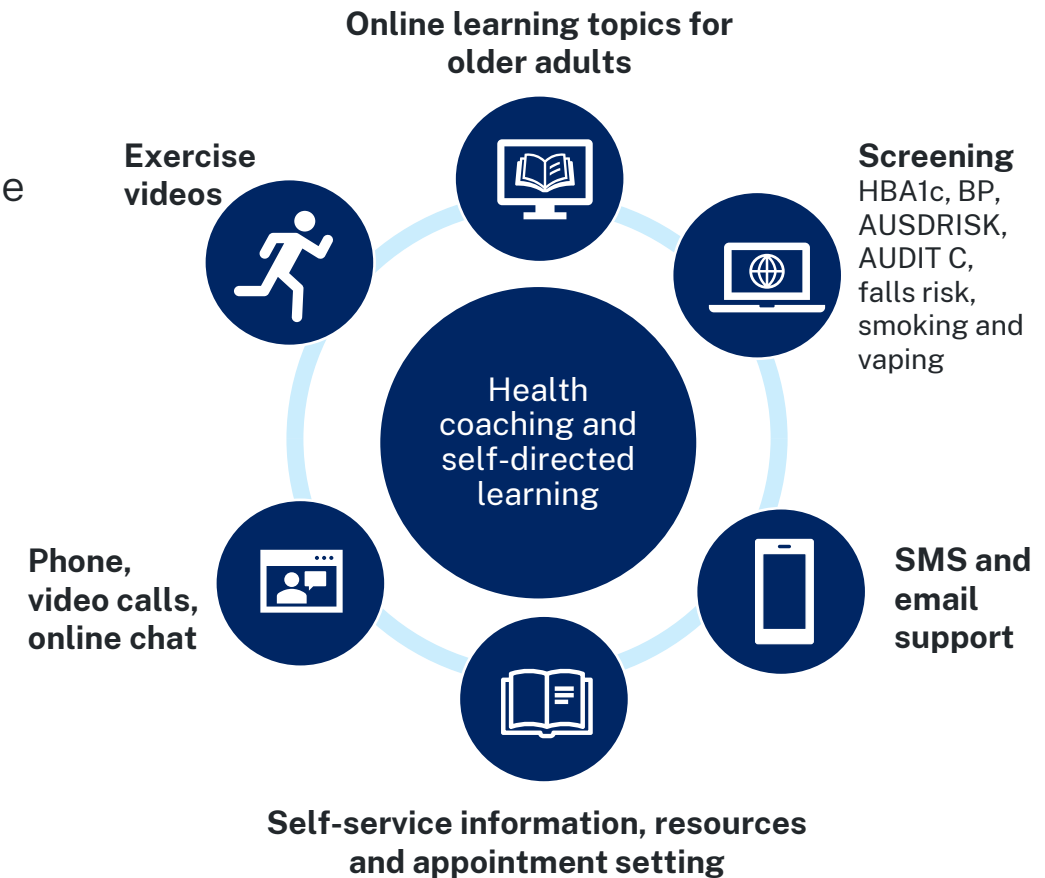 Online learning topics for
older adults
Exercise
videos
e
Screening
HBA1c, BP,
AUSDRISK,
AUDIT C,
falls risk,
smoking and
vaping
Health
coaching and
self-directed
learning
Phone,
video calls,
online chat
SMS and
email
support
Self-service information, resources
and appointment setting